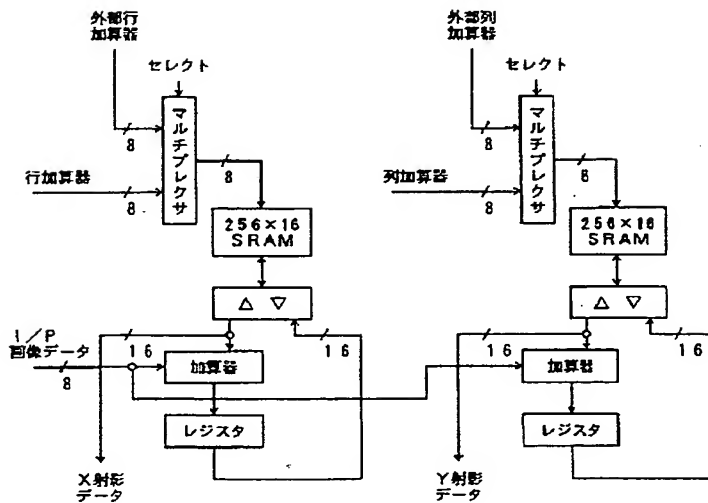 外部行
加算器
セレクト
マルチプレクサ
8
8
行加算器
8
256×16
SRAM
△ ▽
I/P
画像データ
16
16
8
加算器
レジスタ
X射影
データ
外部列
加算器
セレクト
マルチプレクサ
8
8
列加算器
8
256×16
SRAM
△ ▽
16
16
加算器
レジスタ
Y射影
データ